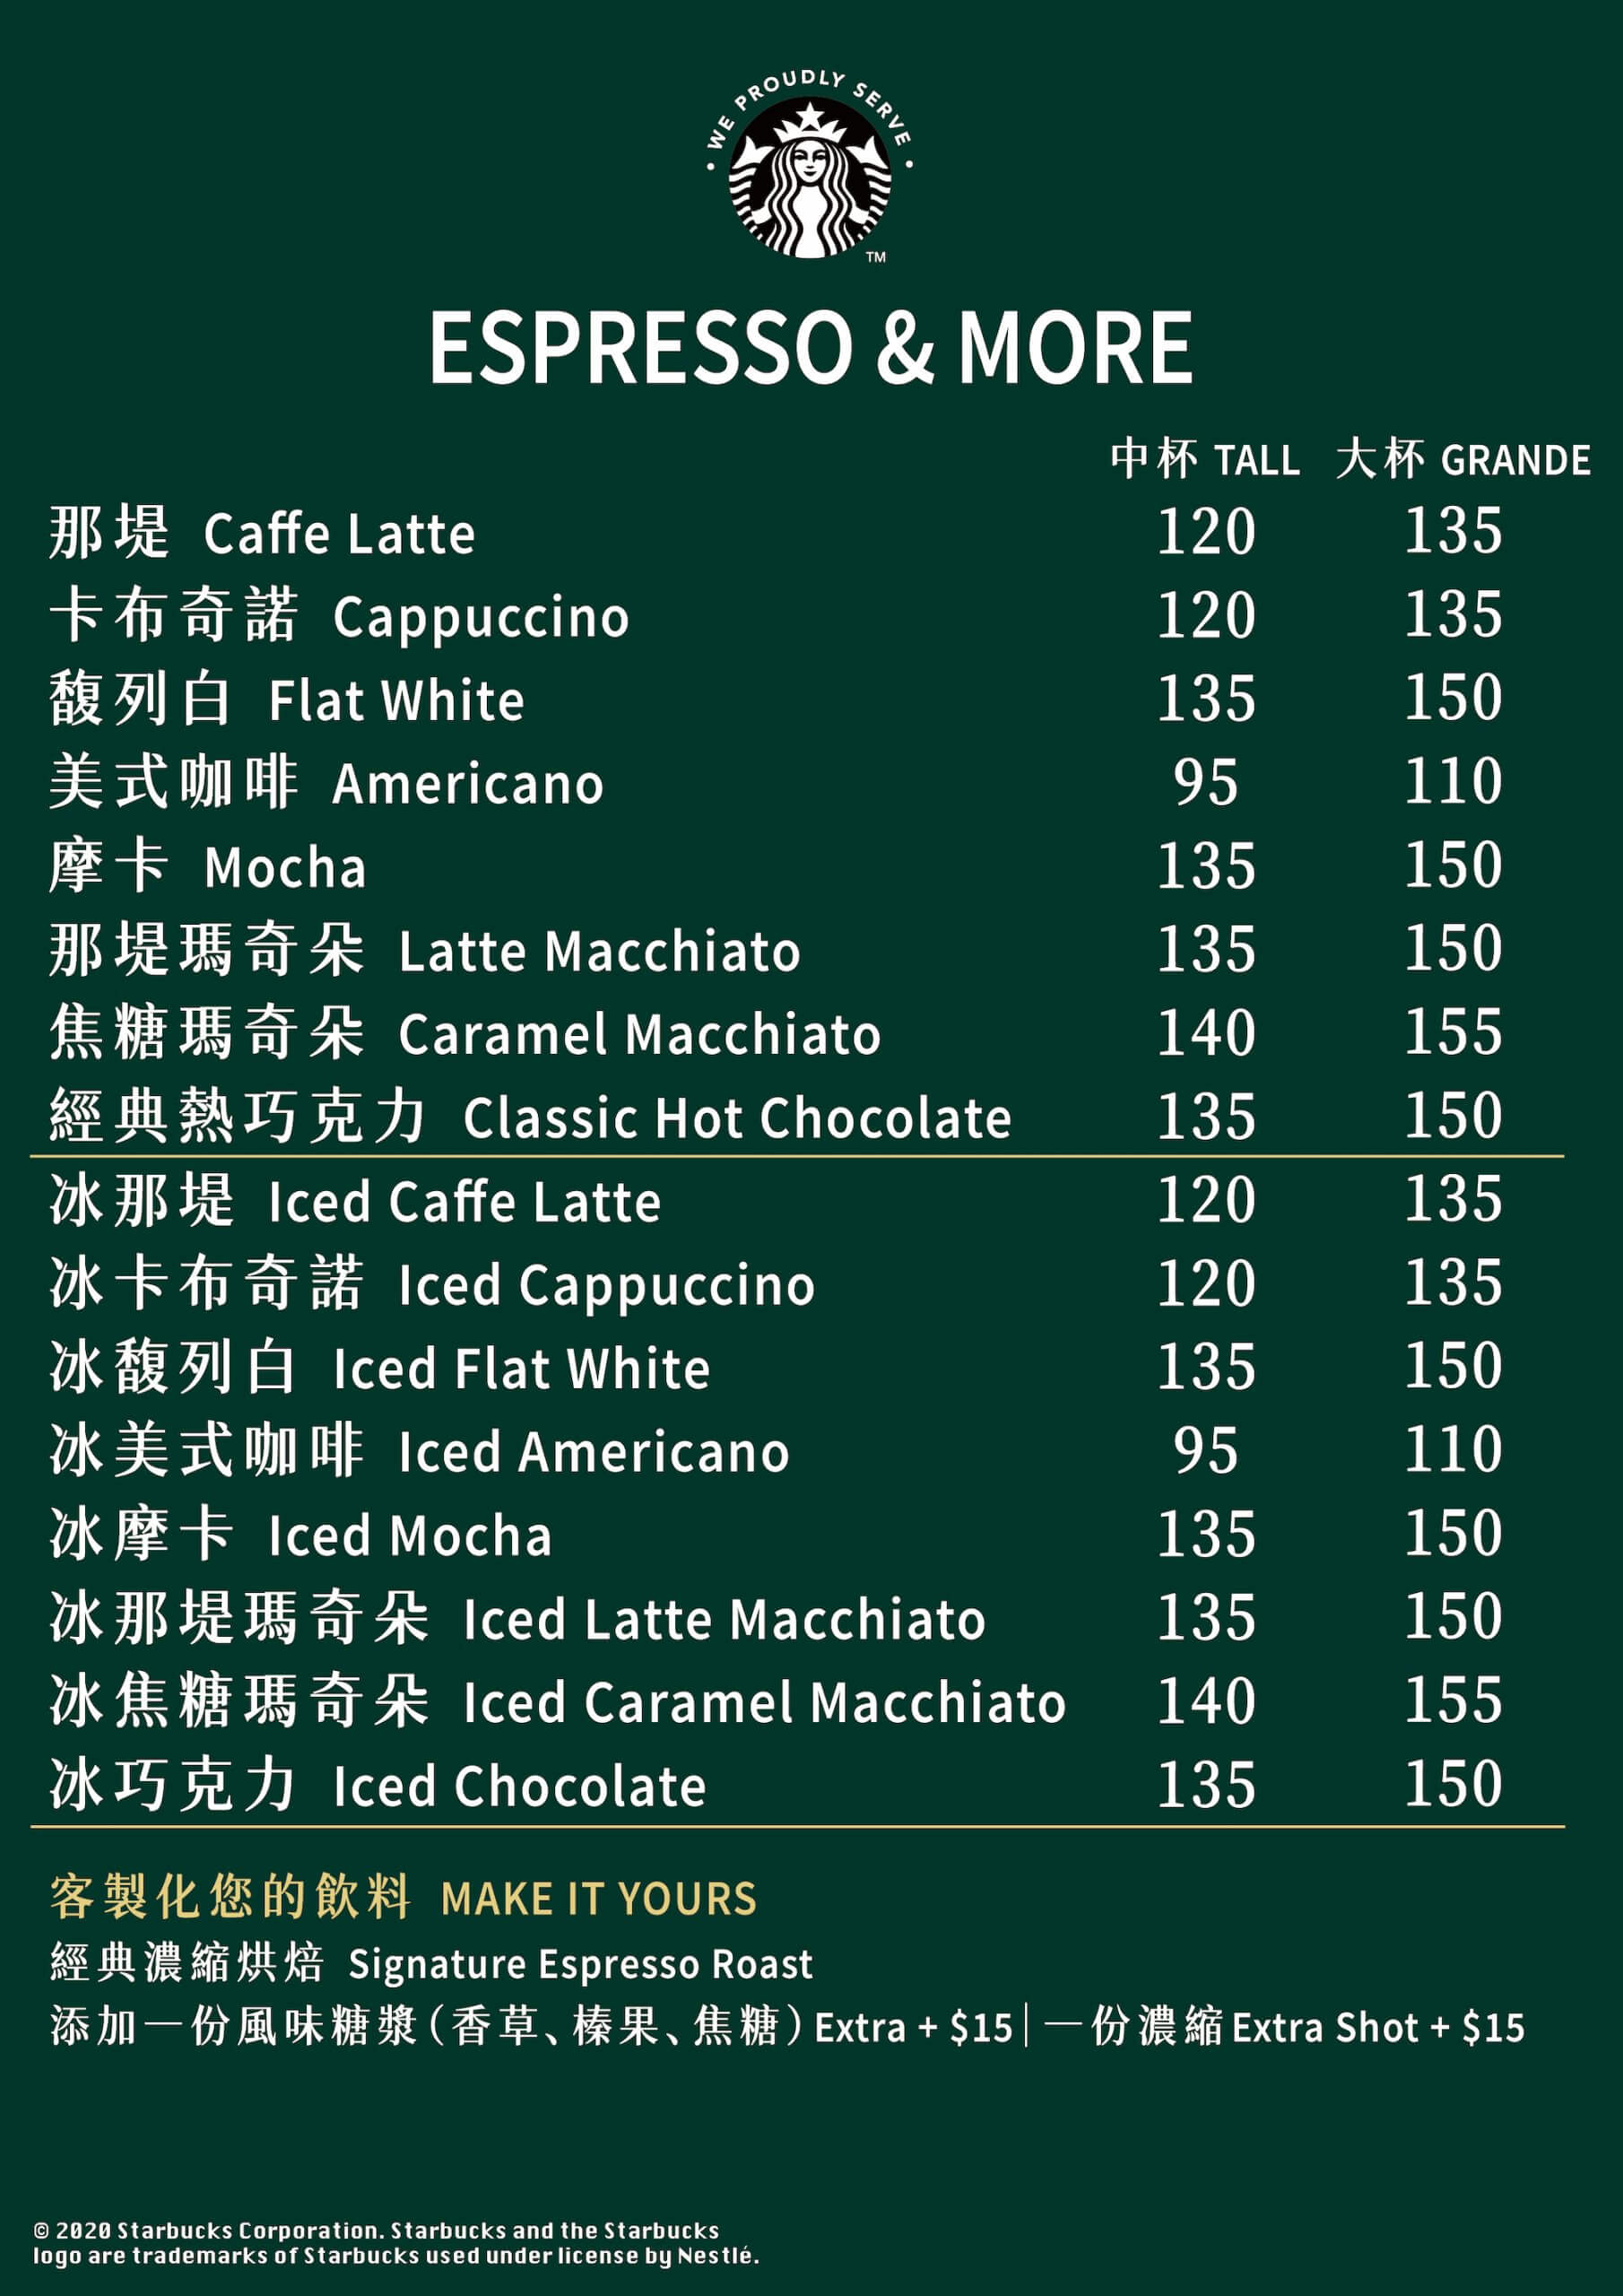 WE PROUDLY SERVE
TM
ESPRESSO & MORE
中杯 TALL 大杯 GRANDE
那堤 Caffe Latte 120 135
卡布奇諾 Cappuccino 120 135
馥列白 Flat White 135 150
美式咖啡 Americano 95 110
摩卡 Mocha 135 150
那堤瑪奇朵 Latte Macchiato 135 150
焦糖瑪奇朵 Caramel Macchiato 140 155
經典熱巧克力 Classic Hot Chocolate 135 150
冰那堤 Iced Caffe Latte 120 135
冰卡布奇諾 Iced Cappuccino 120 135
冰馥列白 Iced Flat White 135 150
冰美式咖啡 Iced Americano 95 110
冰摩卡 Iced Mocha 135 150
冰那堤瑪奇朵 Iced Latte Macchiato 135 150
冰焦糖瑪奇朵 Iced Caramel Macchiato 140 155
冰巧克力 Iced Chocolate 135 150
客製化您的飲料 MAKE IT YOURS
經典濃縮烘焙 Signature Espresso Roast
添加一份風味糖漿(香草、榛果、焦糖)Extra + $15|一份濃縮Extra Shot + $15
© 2020 Starbucks Corporation. Starbucks and the Starbucks
logo are trademarks of Starbucks used under license by Nestlé.